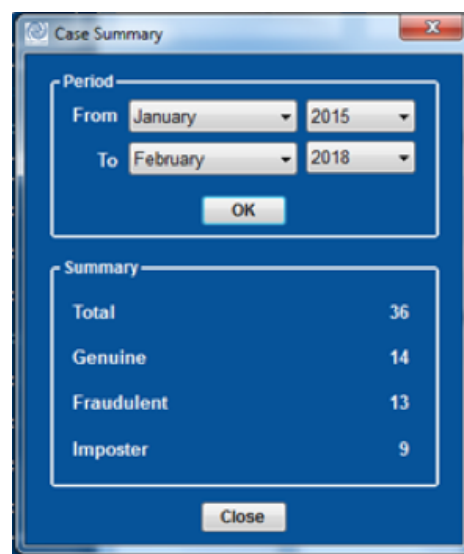 Case Summary
Period
From January 2015
To February 2018
OK
Summary
Total 36
Genuine 14
Fraudulent 13
Imposter 9
Close